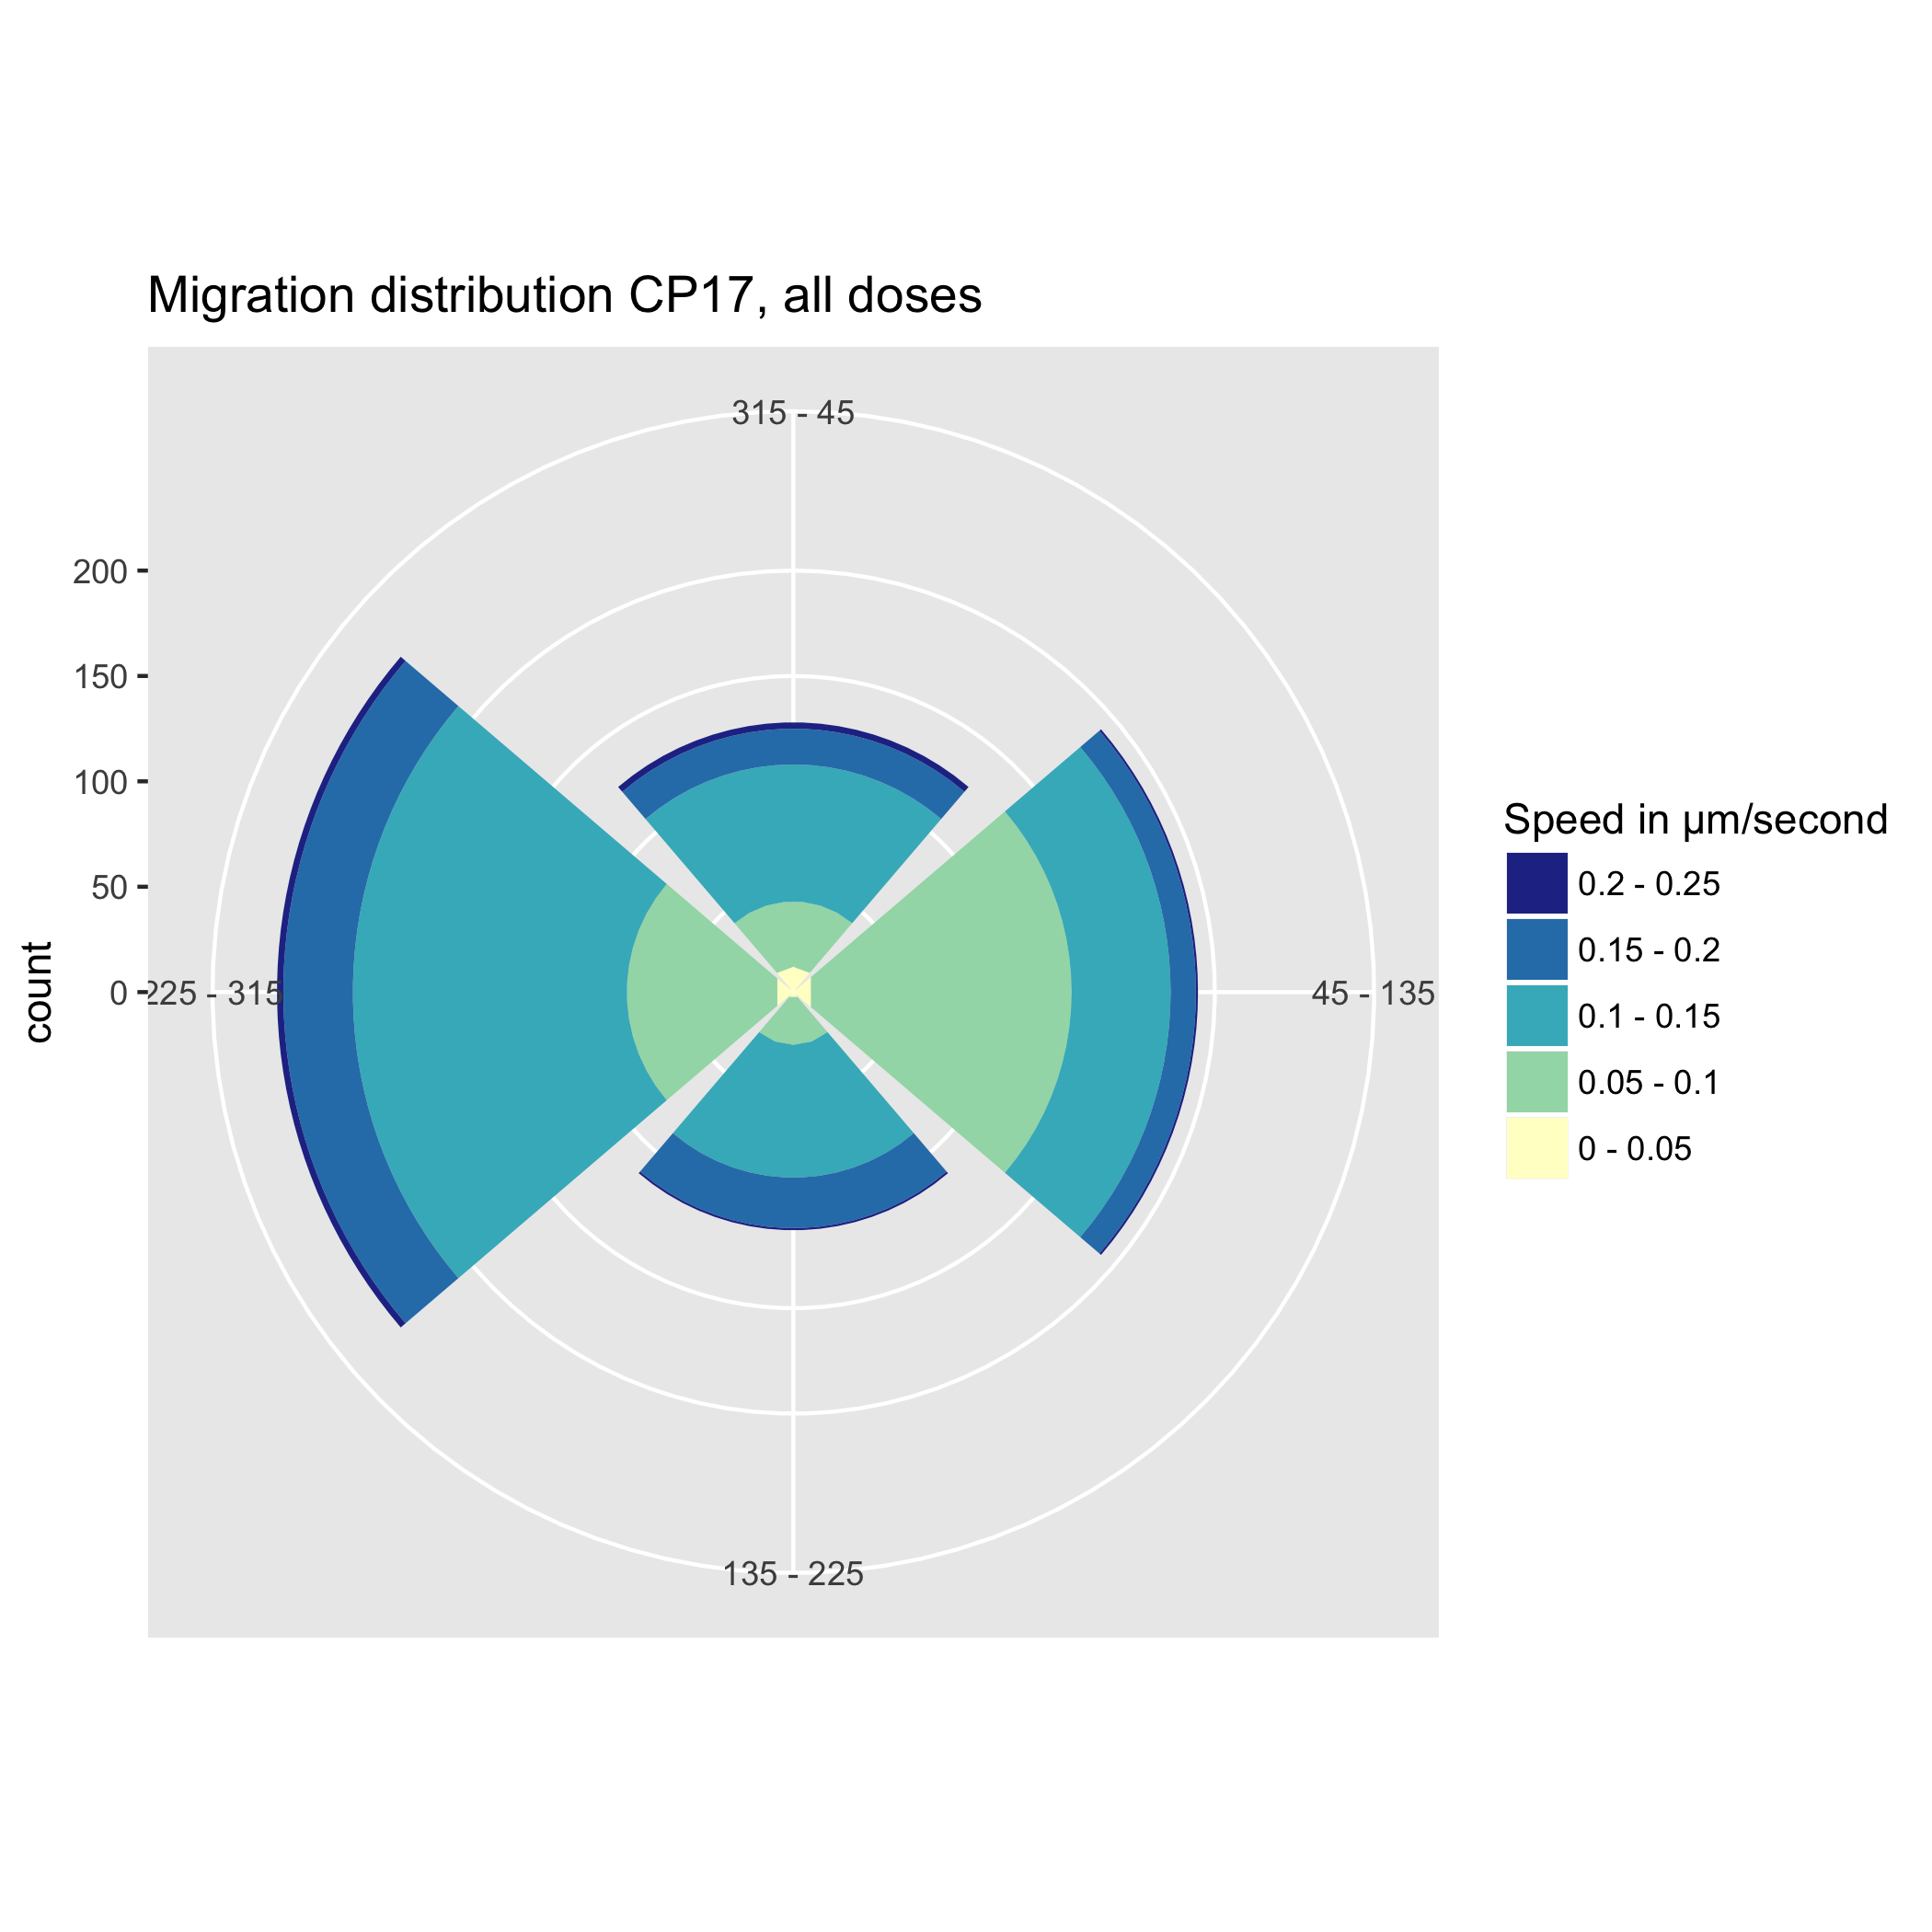 Migration distribution CP17, all doses
315 - 45
200
150
100
50
0
225 - 315
45 - 135
135 - 225
count
Speed in µm/second
0.2 - 0.25
0.15 - 0.2
0.1 - 0.15
0.05 - 0.1
0 - 0.05